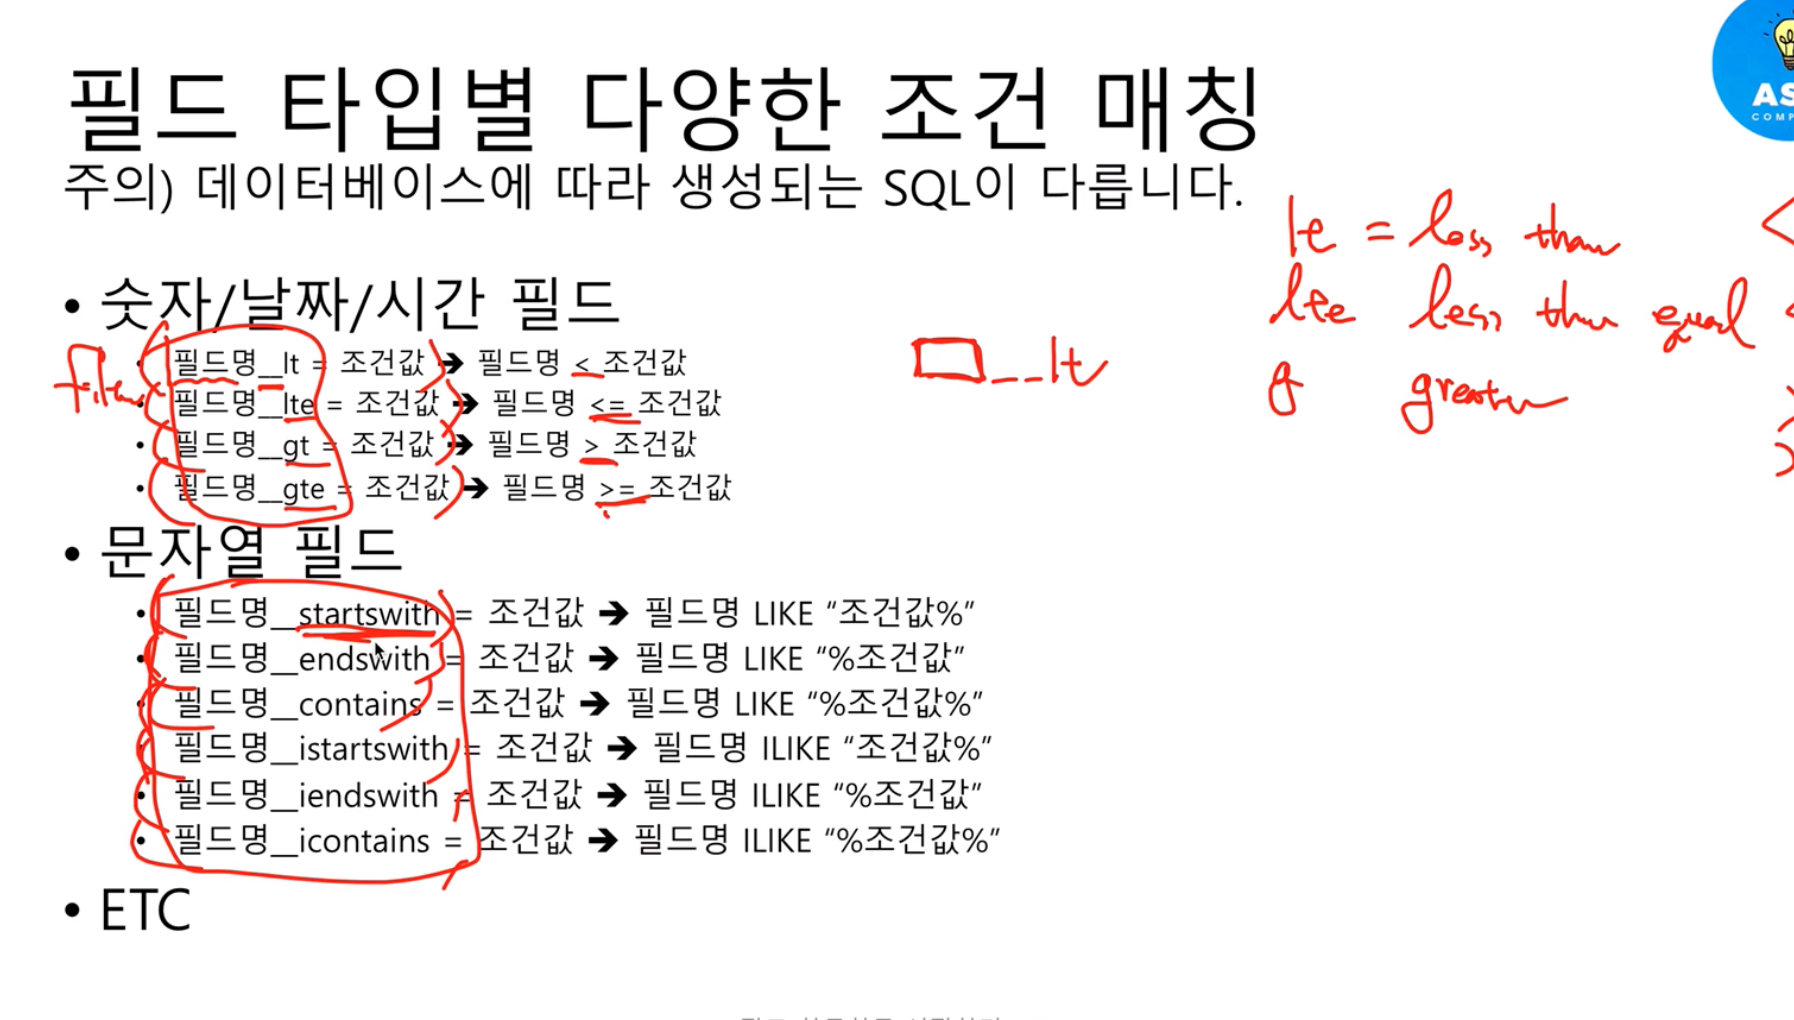 필드 타입별 다양한 조건 매칭
AS
COMP
주의) 데이터베이스에 따라 생성되는 SQL이 다릅니다.
lt = less than <
lte less than equal
g greater
• 숫자/날짜/시간 필드
filter
• 필드명__lt = 조건값 → 필드명 < 조건값
__lt
• 필드명__lte = 조건값 → 필드명 <= 조건값
• 필드명__gt = 조건값 → 필드명 > 조건값
• 필드명__gte = 조건값 → 필드명 >= 조건값
• 문자열 필드
• 필드명__startswith = 조건값 → 필드명 LIKE “조건값%”
• 필드명__endswith = 조건값 → 필드명 LIKE “%조건값”
• 필드명__contains = 조건값 → 필드명 LIKE “%조건값%”
• 필드명__istartswith = 조건값 → 필드명 ILIKE “조건값%”
• 필드명__iendswith = 조건값 → 필드명 ILIKE “%조건값”
• 필드명__icontains = 조건값 → 필드명 ILIKE “%조건값%”
• ETC